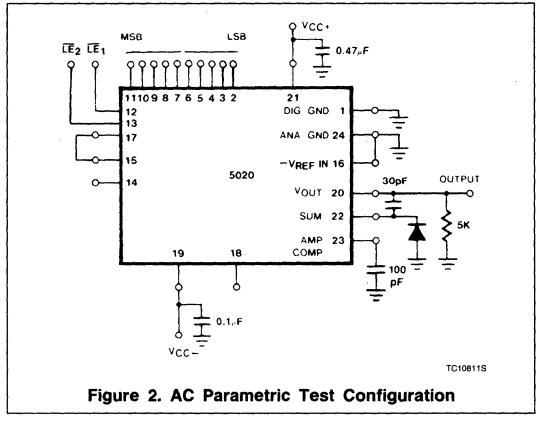 VCC+
LE2 LE1 MSB LSB
0.47µF
11 10 9 8 7 6 5 4 3 2 21
12 DIG GND 1
13
17 ANA GND 24
15 –VREF IN 16
14 5020 30pF OUTPUT
VOUT 20
SUM 22
5K
AMP 23
COMP
19 18 100
pF
0.1µF
VCC–
TC10811S
Figure 2. AC Parametric Test Configuration